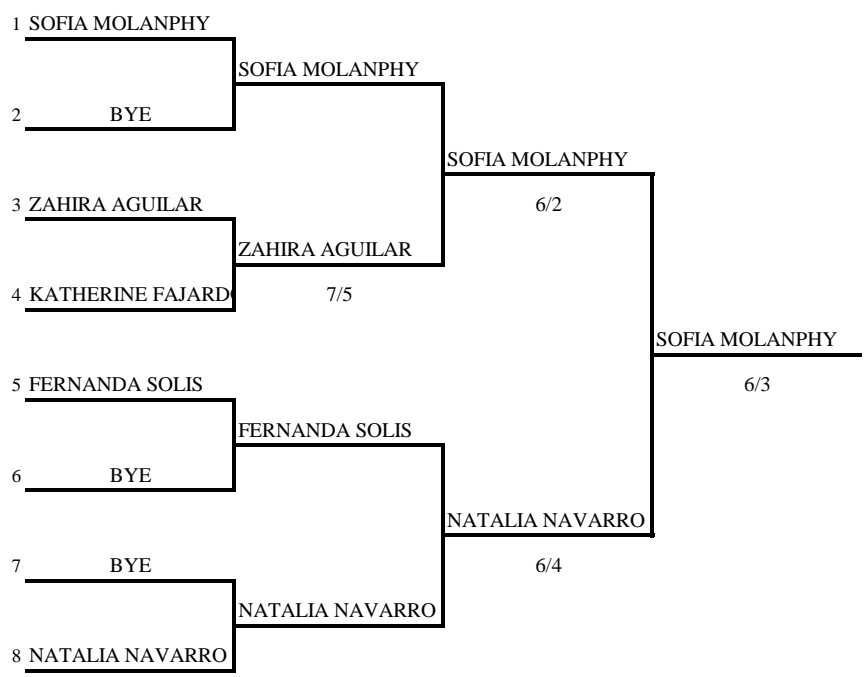 1 SOFIA MOLANPHY
SOFIA MOLANPHY
2 BYE
SOFIA MOLANPHY
3 ZAHIRA AGUILAR
6/2
ZAHIRA AGUILAR
4 KATHERINE FAJARD
7/5
SOFIA MOLANPHY
5 FERNANDA SOLIS
6/3
FERNANDA SOLIS
6 BYE
NATALIA NAVARRO
7 BYE
6/4
NATALIA NAVARRO
8 NATALIA NAVARRO